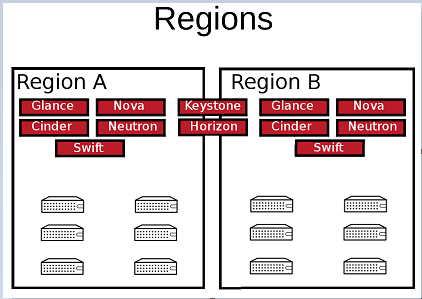 Regions
Region A
Region B
Glance Nova Keystone Glance Nova
Cinder Neutron Horizon Cinder Neutron
Swift Swift